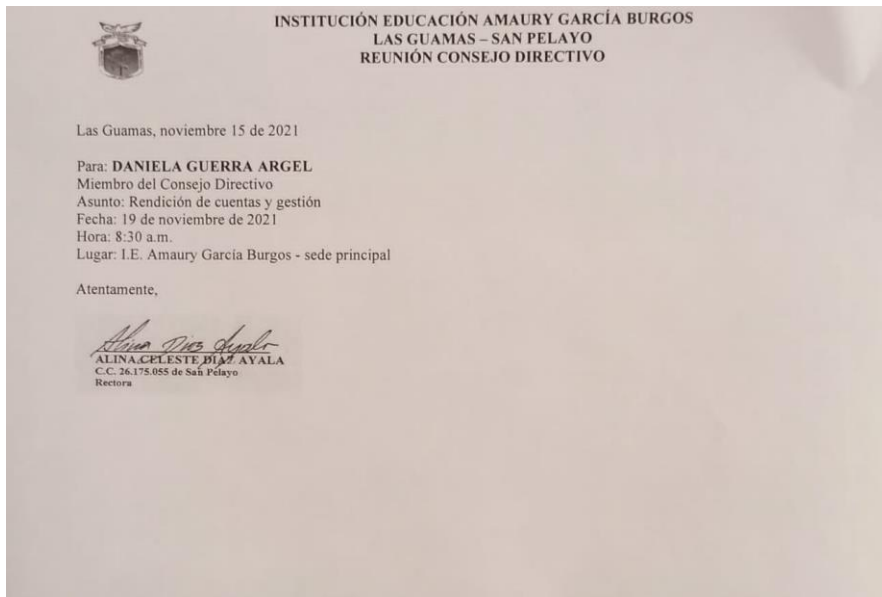 INSTITUCIÓN EDUCACIÓN AMAURY GARCÍA BURGOS
LAS GUAMAS – SAN PELAYO
REUNIÓN CONSEJO DIRECTIVO
Las Guamas, noviembre 15 de 2021
Para: DANIELA GUERRA ARGEL
Miembro del Consejo Directivo
Asunto: Rendición de cuentas y gestión
Fecha: 19 de noviembre de 2021
Hora: 8:30 a.m.
Lugar: I.E. Amaury García Burgos - sede principal
Atentamente,
Alina Diaz Ayala
ALINA CELESTE DIAZ AYALA
C.C. 26.175.055 de San Pelayo
Rectora